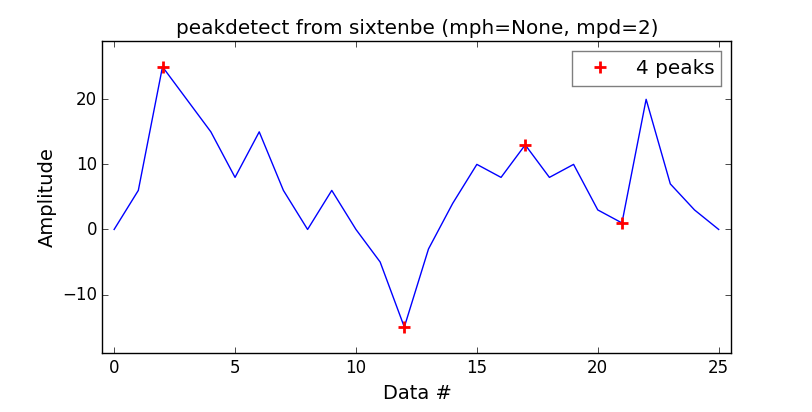 peakdetect from sixtenbe (mph=None, mpd=2)
4 peaks
Amplitude
20
10
0
−10
0 5 10 15 20 25
Data #